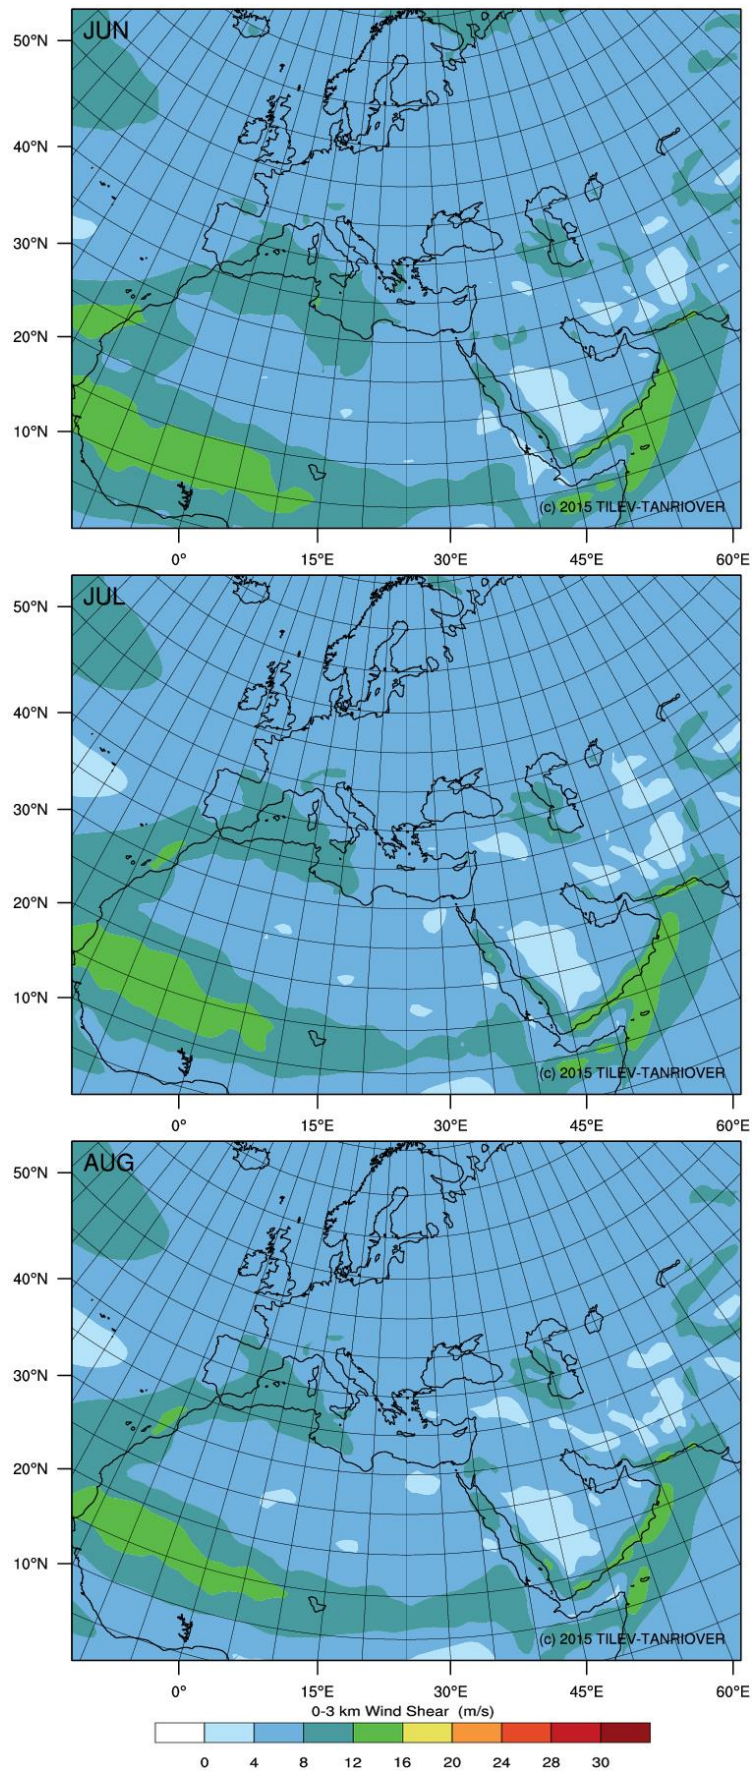 JUN
50°N
40°N
30°N
20°N
10°N
(c) 2015 TILEV-TANRIOVER
0° 15°E 30°E 45°E 60°E
JUL
50°N
40°N
30°N
20°N
10°N
(c) 2015 TILEV-TANRIOVER
0° 15°E 30°E 45°E 60°E
AUG
50°N
40°N
30°N
20°N
10°N
(c) 2015 TILEV-TANRIOVER
0° 15°E 30°E 45°E 60°E
0-3 km Wind Shear (m/s)
0 4 8 12 16 20 24 28 30